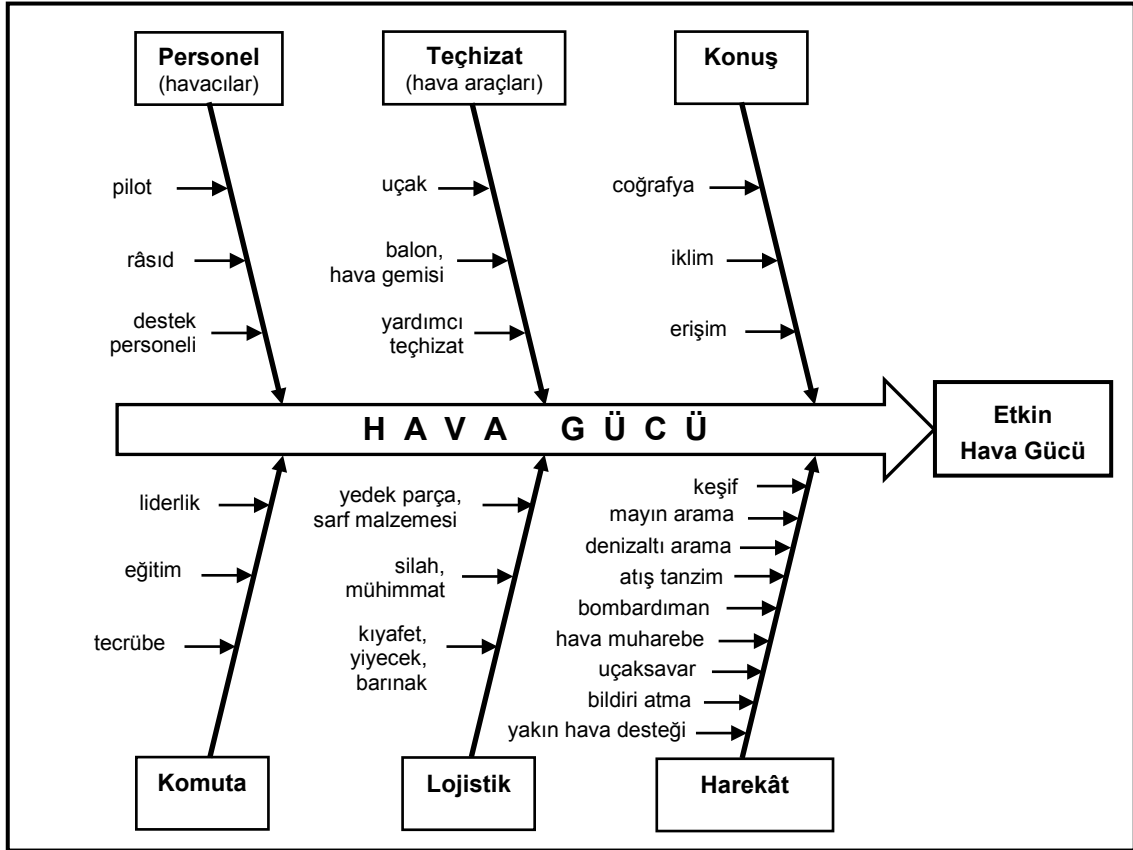 Personel
(havacılar)
Teçhizat
(hava araçları)
Konuş
pilot
râsıd
destek
personeli
uçak
balon,
hava gemisi
yardımcı
teçhizat
coğrafya
iklim
erişim
H A V A G Ü C Ü
Etkin
Hava Gücü
liderlik
eğitim
tecrübe
yedek parça,
sarf malzemesi
silah,
mühimmat
kıyafet,
yiyecek,
barınak
keşif
mayın arama
denizaltı arama
atış tanzim
bombardıman
hava muharebe
uçaksavar
bildiri atma
yakın hava desteği
Komuta
Lojistik
Harekât